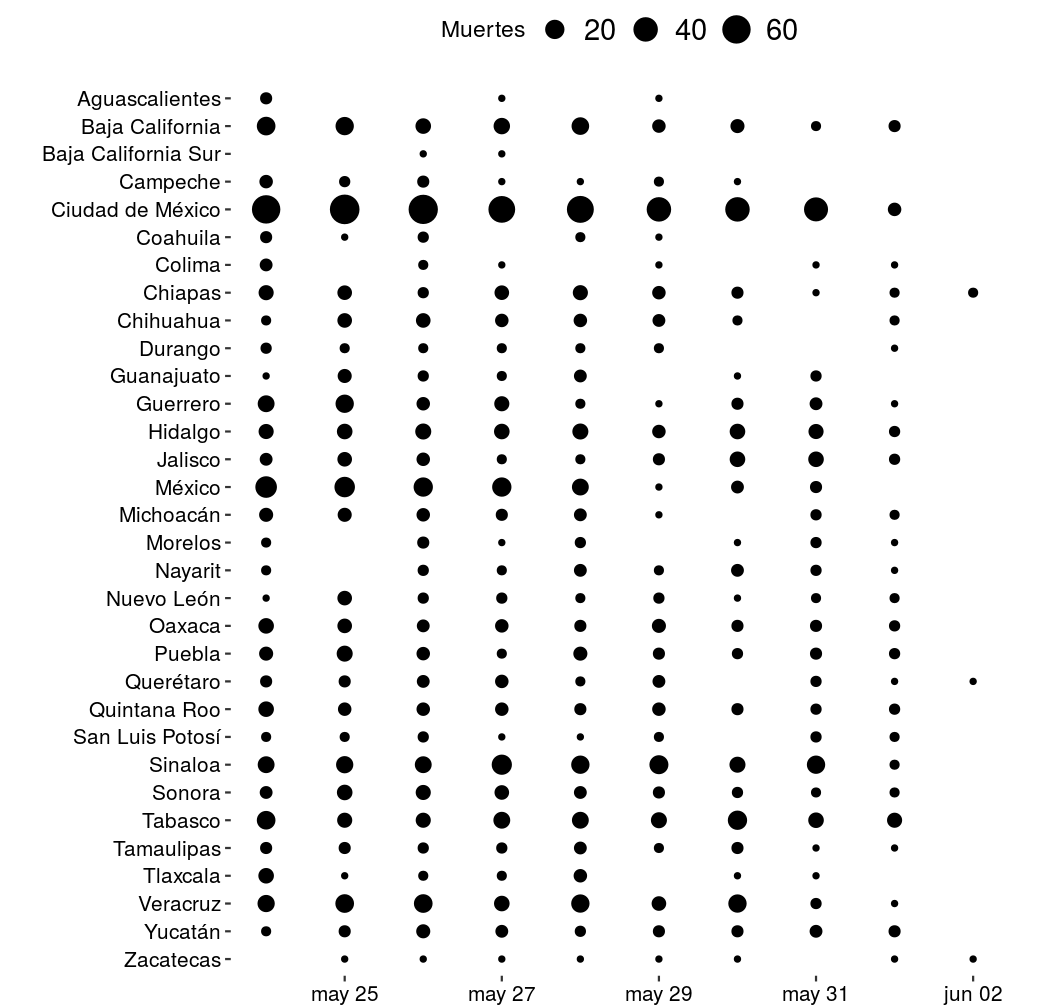 Muertes 20 40 60
Aguascalientes
Baja California
Baja California Sur
Campeche
Ciudad de México
Coahuila
Colima
Chiapas
Chihuahua
Durango
Guanajuato
Guerrero
Hidalgo
Jalisco
México
Michoacán
Morelos
Nayarit
Nuevo León
Oaxaca
Puebla
Querétaro
Quintana Roo
San Luis Potosí
Sinaloa
Sonora
Tabasco
Tamaulipas
Tlaxcala
Veracruz
Yucatán
Zacatecas
may 25 may 27 may 29 may 31 jun 02